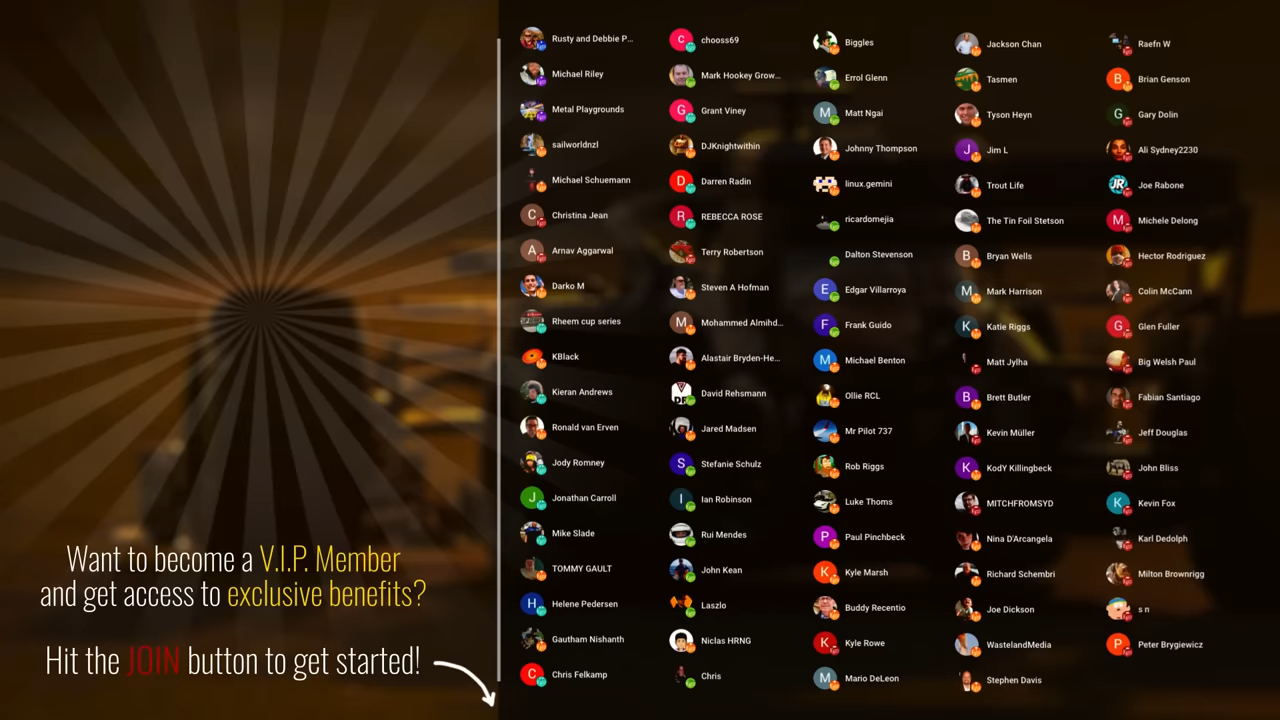 Want to become a V.I.P. Member
and get access to exclusive benefits?
Hit the JOIN button to get started!
Rusty and Debbie P...
Michael Riley
Metal Playgrounds
sailworldnzl
Michael Schuemann
C Christina Jean
A Arnav Aggarwal
Darko M
Rheem cup series
KBlack
Kieran Andrews
Ronald van Erven
Jody Romney
J Jonathan Carroll
Mike Slade
TOMMY GAULT
H Helene Pedersen
Gautham Nishanth
C Chris Felkamp
C chooss69
Mark Hookey Grow...
G Grant Viney
DJKnightwithin
D Darren Radin
R REBECCA ROSE
Terry Robertson
Steven A Hofman
M Mohammed Almihd...
Alastair Bryden-He...
David Rehsmann
Jared Madsen
S Stefanie Schulz
I Ian Robinson
Rui Mendes
John Kean
Laszlo
Niclas HRNG
Chris
Biggles
Errol Glenn
M Matt Ngai
Johnny Thompson
linux.gemini
ricardomejia
Dalton Stevenson
E Edgar Villarroya
F Frank Guido
M Michael Benton
Ollie RCL
Mr Pilot 737
Rob Riggs
Luke Thoms
P Paul Pinchbeck
K Kyle Marsh
Buddy Recentio
K Kyle Rowe
M Mario DeLeon
Jackson Chan
Tasmen
Tyson Heyn
J Jim L
Trout Life
The Tin Foil Stetson
B Bryan Wells
M Mark Harrison
K Katie Riggs
Matt Jylha
B Brett Butler
Kevin Müller
K KodY Killingbeck
MITCHFROMSYD
Nina D'Arcangela
Richard Schembri
Joe Dickson
WastelandMedia
Stephen Davis
Raefn W
B Brian Genson
G Gary Dolin
Ali Sydney2230
JR Joe Rabone
M Michele Delong
Hector Rodriguez
Colin McCann
G Glen Fuller
Big Welsh Paul
Fabian Santiago
Jeff Douglas
John Bliss
K Kevin Fox
Karl Dedolph
Milton Brownrigg
s n
P Peter Brygiewicz